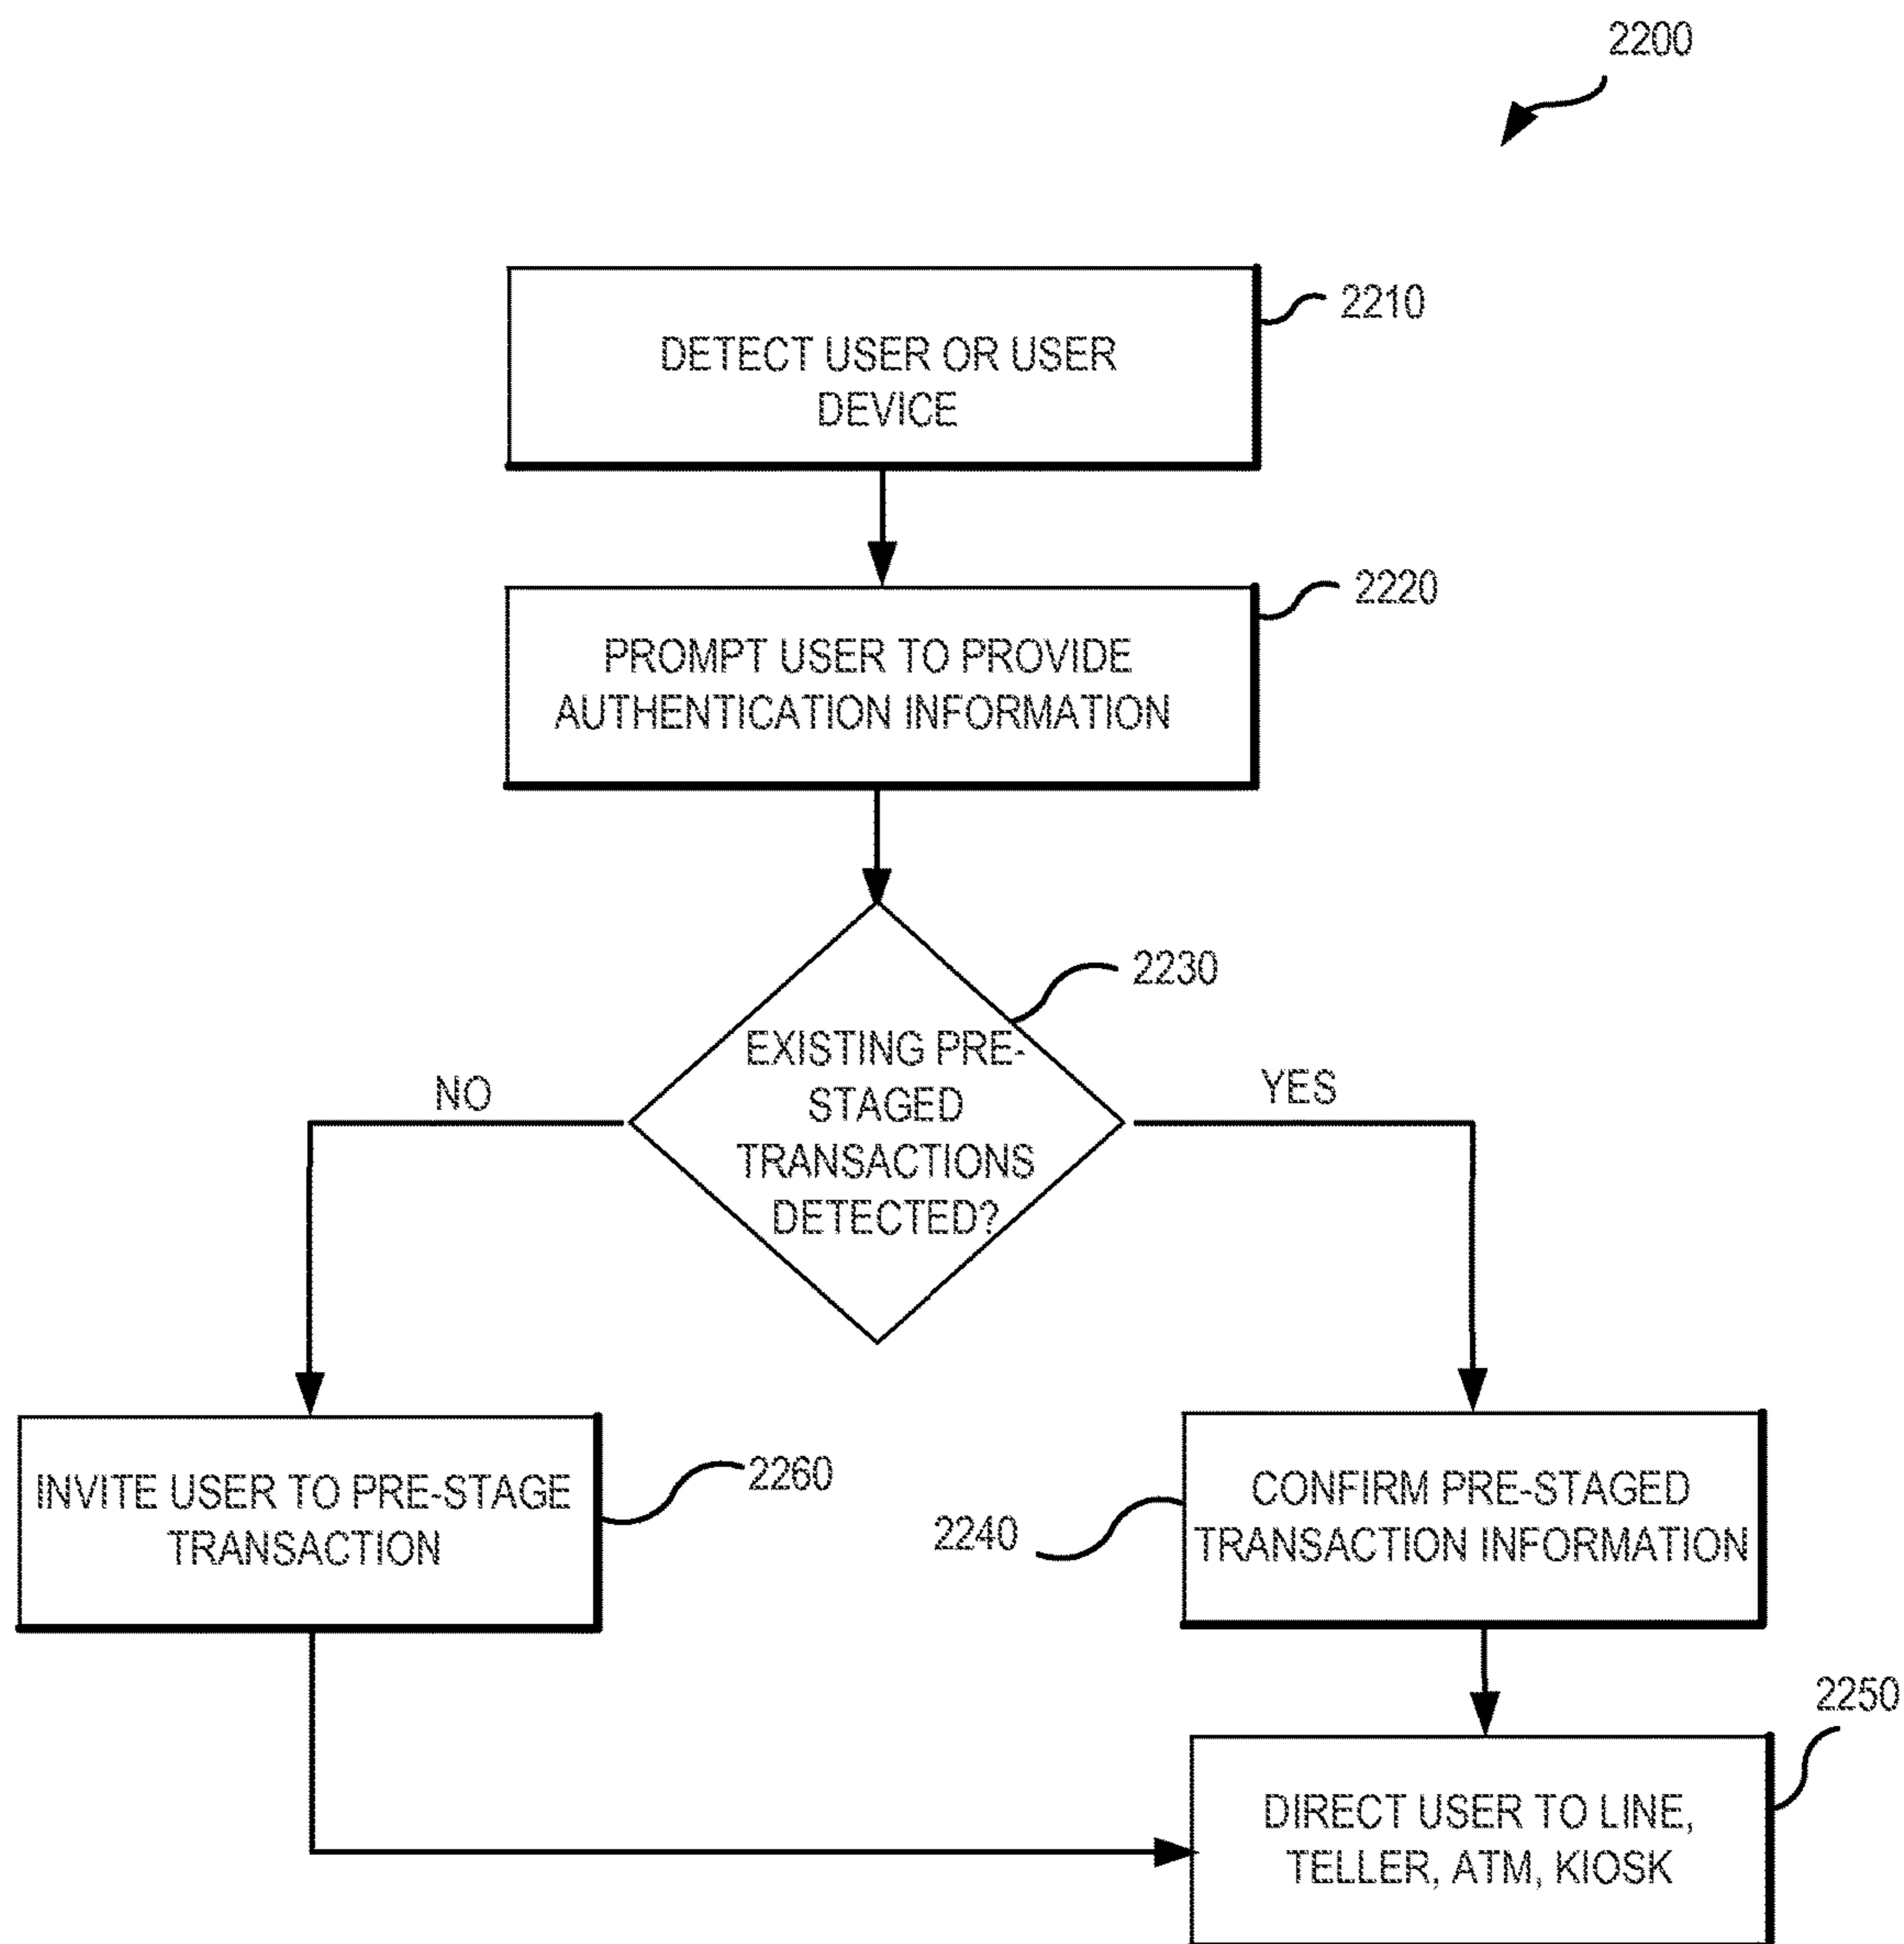 2200
DETECT USER OR USER
DEVICE
2210
PROMPT USER TO PROVIDE
AUTHENTICATION INFORMATION
2220
EXISTING PRE-
STAGED
TRANSACTIONS
DETECTED?
2230
NO
YES
INVITE USER TO PRE-STAGE
TRANSACTION
2260
2240
CONFIRM PRE-STAGED
TRANSACTION INFORMATION
2250
DIRECT USER TO LINE,
TELLER, ATM, KIOSK